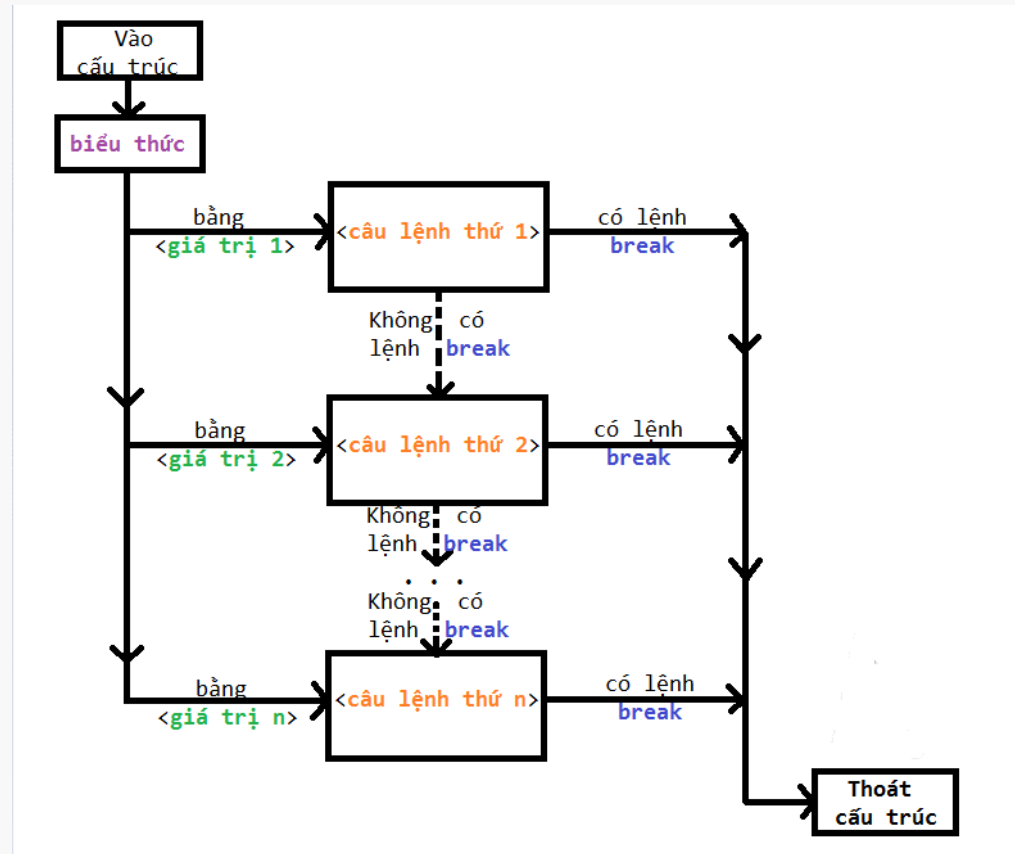 Vào
cấu trúc
biểu thức
bằng
<giá trị 1>
<câu lệnh thứ 1>
có lệnh
break
Không có
lệnh break
bằng
<giá trị 2>
<câu lệnh thứ 2>
có lệnh
break
Không có
lệnh break
. . .
Không có
lệnh break
bằng
<giá trị n>
<câu lệnh thứ n>
có lệnh
break
Thoát
cấu trúc